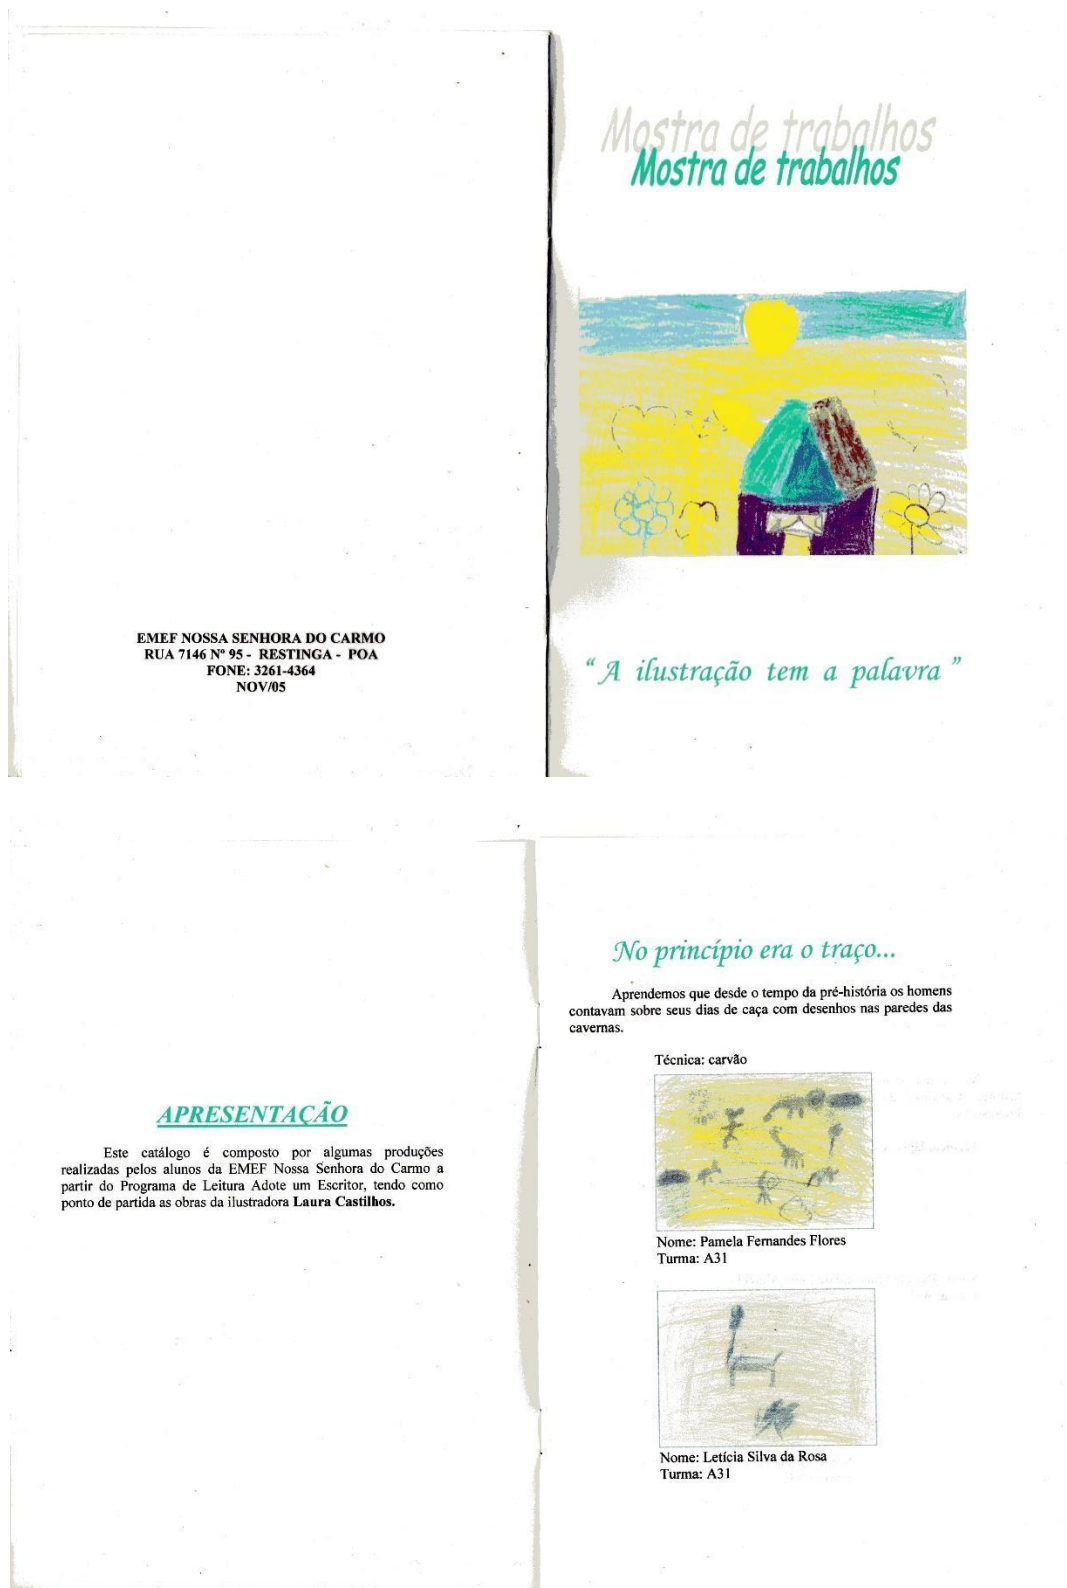 EMEF NOSSA SENHORA DO CARMO
RUA 7146 Nº 95 - RESTINGA - POA
FONE: 3261-4364
NOV/05
Mostra de trabalhos
Mostra de trabalhos
“ A ilustração tem a palavra ”
APRESENTAÇÃO
Este catálogo é composto por algumas produções
realizadas pelos alunos da EMEF Nossa Senhora do Carmo a
partir do Programa de Leitura Adote um Escritor, tendo como
ponto de partida as obras da ilustradora Laura Castilhos.
No princípio era o traço...
Aprendemos que desde o tempo da pré-história os homens
contavam sobre seus dias de caça com desenhos nas paredes das
cavernas.
Técnica: carvão
Nome: Pamela Fernandes Flores
Turma: A31
Nome: Letícia Silva da Rosa
Turma: A31